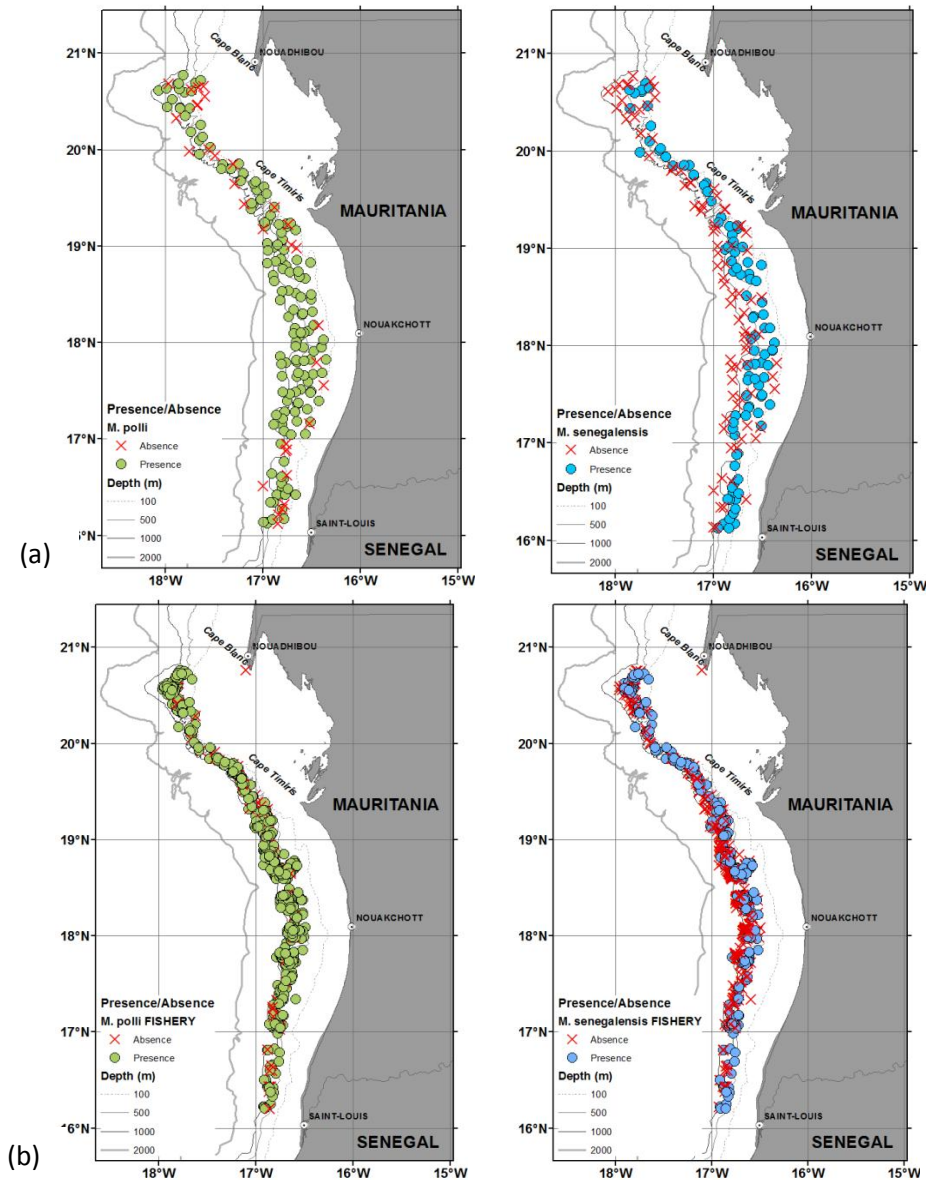 (a)
21°N
20°N
19°N
18°N
17°N
16°N
18°W
17°W
16°W
15°W
Cape Blanc
NOUADHIBOU
Cape Timiris
MAURITANIA
NOUAKCHOTT
SAINT-LOUIS
SENEGAL
Presence/Absence
M. polli
Absence
Presence
Depth (m)
100
500
1000
2000
21°N
20°N
19°N
18°N
17°N
16°N
18°W
17°W
16°W
15°W
Cape Blanc
NOUADHIBOU
Cape Timiris
MAURITANIA
NOUAKCHOTT
SAINT-LOUIS
SENEGAL
Presence/Absence
M. senegalensis
Absence
Presence
Depth (m)
100
500
1000
2000
(b)
21°N
20°N
19°N
18°N
17°N
16°N
18°W
17°W
16°W
15°W
Cape Blanc
NOUADHIBOU
Cape Timiris
MAURITANIA
NOUAKCHOTT
SAINT-LOUIS
SENEGAL
Presence/Absence
M. polli FISHERY
Absence
Presence
Depth (m)
100
500
1000
2000
21°N
20°N
19°N
18°N
17°N
16°N
18°W
17°W
16°W
15°W
Cape Blanc
NOUADHIBOU
Cape Timiris
MAURITANIA
NOUAKCHOTT
SAINT-LOUIS
SENEGAL
Presence/Absence
M. senegalensis FISHERY
Absence
Presence
Depth (m)
100
500
1000
2000